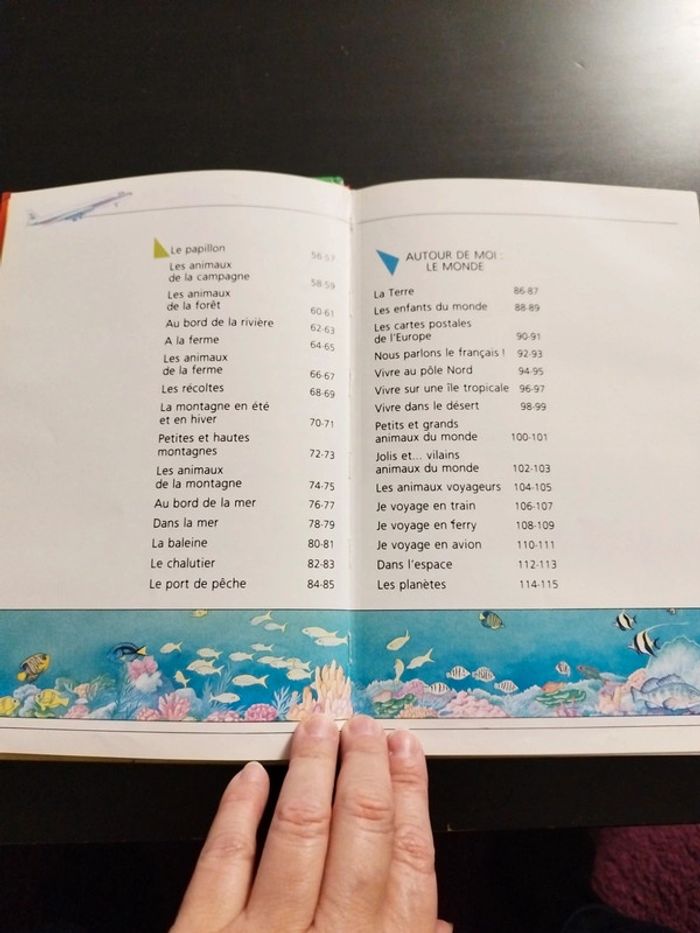 Le papillon 56-57
Les animaux
de la campagne 58-59
Les animaux
de la forêt 60-61
Au bord de la rivière 62-63
A la ferme 64-65
Les animaux
de la ferme 66-67
Les récoltes 68-69
La montagne en été
et en hiver 70-71
Petites et hautes
montagnes 72-73
Les animaux
de la montagne 74-75
Au bord de la mer 76-77
Dans la mer 78-79
La baleine 80-81
Le chalutier 82-83
Le port de pêche 84-85
AUTOUR DE MOI :
LE MONDE
La Terre 86-87
Les enfants du monde 88-89
Les cartes postales
de l'Europe 90-91
Nous parlons le français ! 92-93
Vivre au pôle Nord 94-95
Vivre sur une île tropicale 96-97
Vivre dans le désert 98-99
Petits et grands
animaux du monde 100-101
Jolis et... vilains
animaux du monde 102-103
Les animaux voyageurs 104-105
Je voyage en train 106-107
Je voyage en ferry 108-109
Je voyage en avion 110-111
Dans l'espace 112-113
Les planètes 114-115